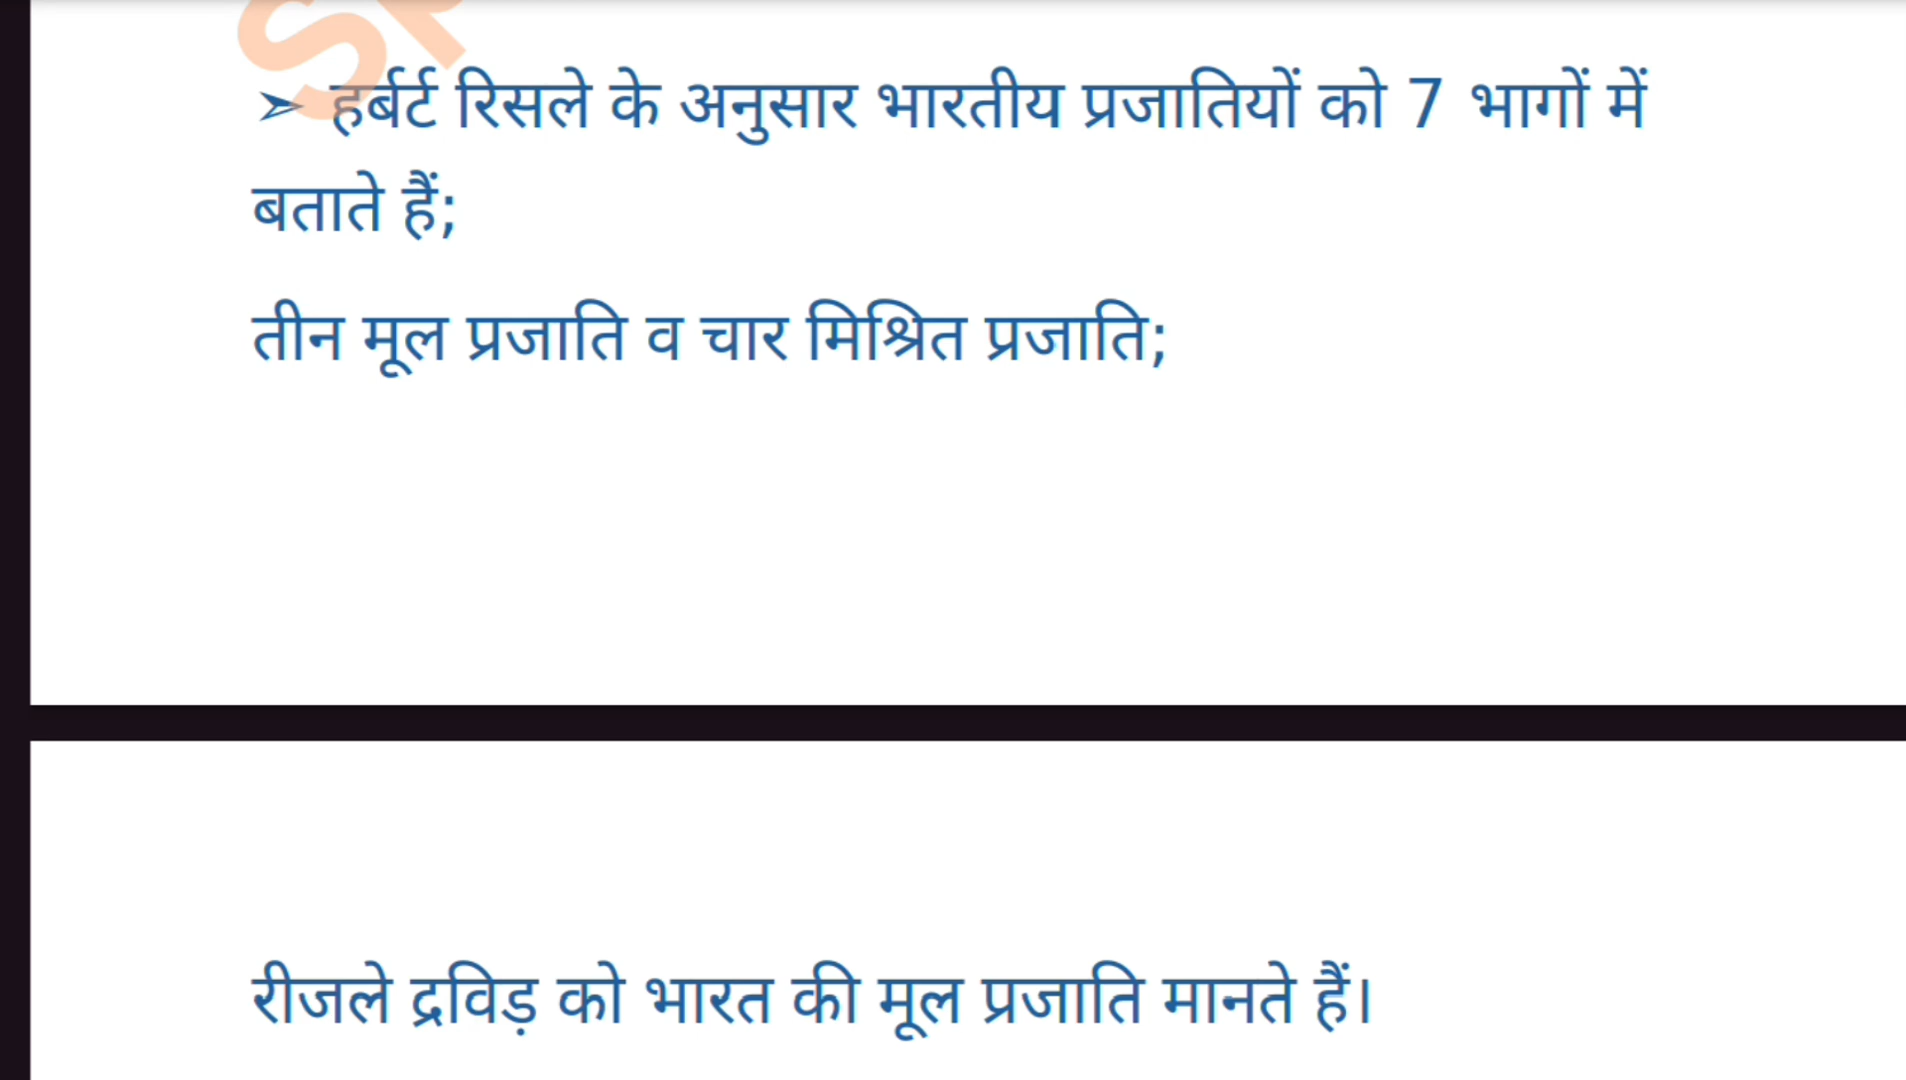 ➢ हर्बर्ट रिसले के अनुसार भारतीय प्रजातियों को 7 भागों में
बताते हैं;
तीन मूल प्रजाति व चार मिश्रित प्रजाति;
रीजले द्रविड़ को भारत की मूल प्रजाति मानते हैं।